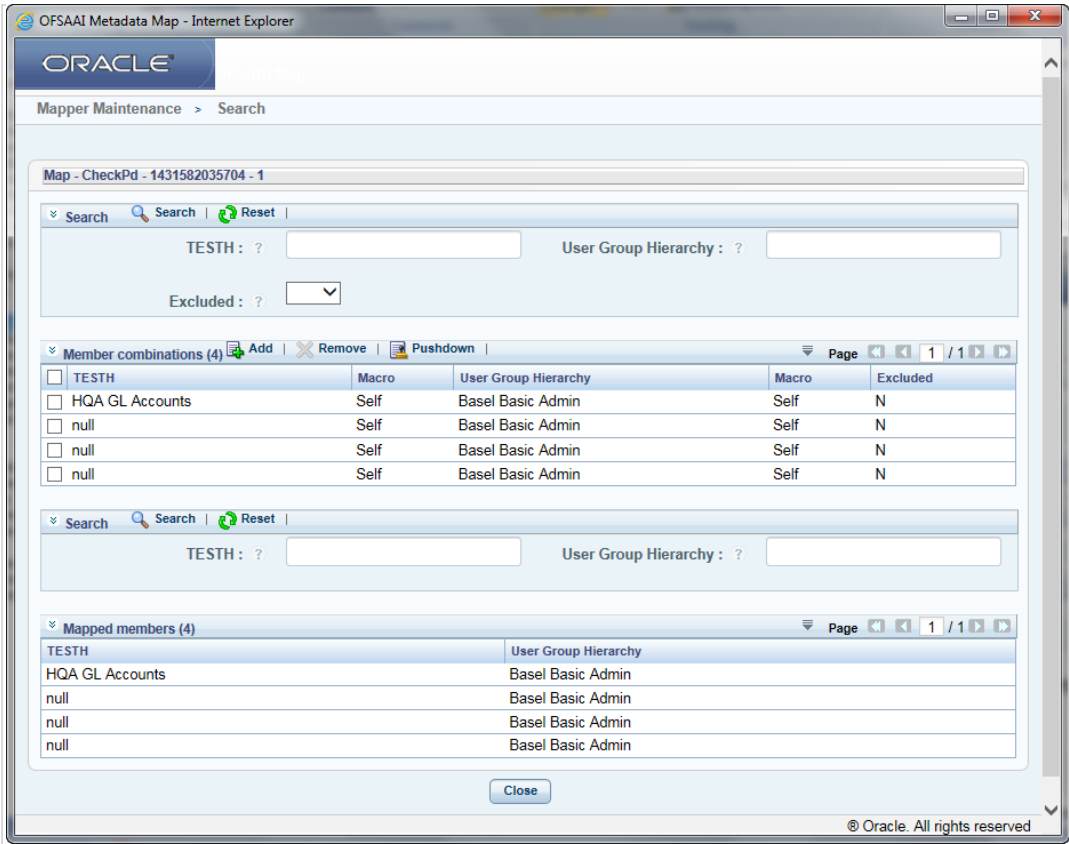 OFSAAI Metadata Map - Internet Explorer
ORACLE
Mapper Maintenance > Search
Map - CheckPd - 1431582035704 - 1
Search Search | Reset |
TESTH : ? User Group Hierarchy : ?
Excluded : ?
Member combinations (4) Add | Remove | Pushdown | Page 1 / 1
TESTH Macro User Group Hierarchy Macro Excluded
HQA GL Accounts Self Basel Basic Admin Self N
null Self Basel Basic Admin Self N
null Self Basel Basic Admin Self N
null Self Basel Basic Admin Self N
Search Search | Reset |
TESTH : ? User Group Hierarchy : ?
Mapped members (4) Page 1 / 1
TESTH User Group Hierarchy
HQA GL Accounts Basel Basic Admin
null Basel Basic Admin
null Basel Basic Admin
null Basel Basic Admin
Close
® Oracle. All rights reserved